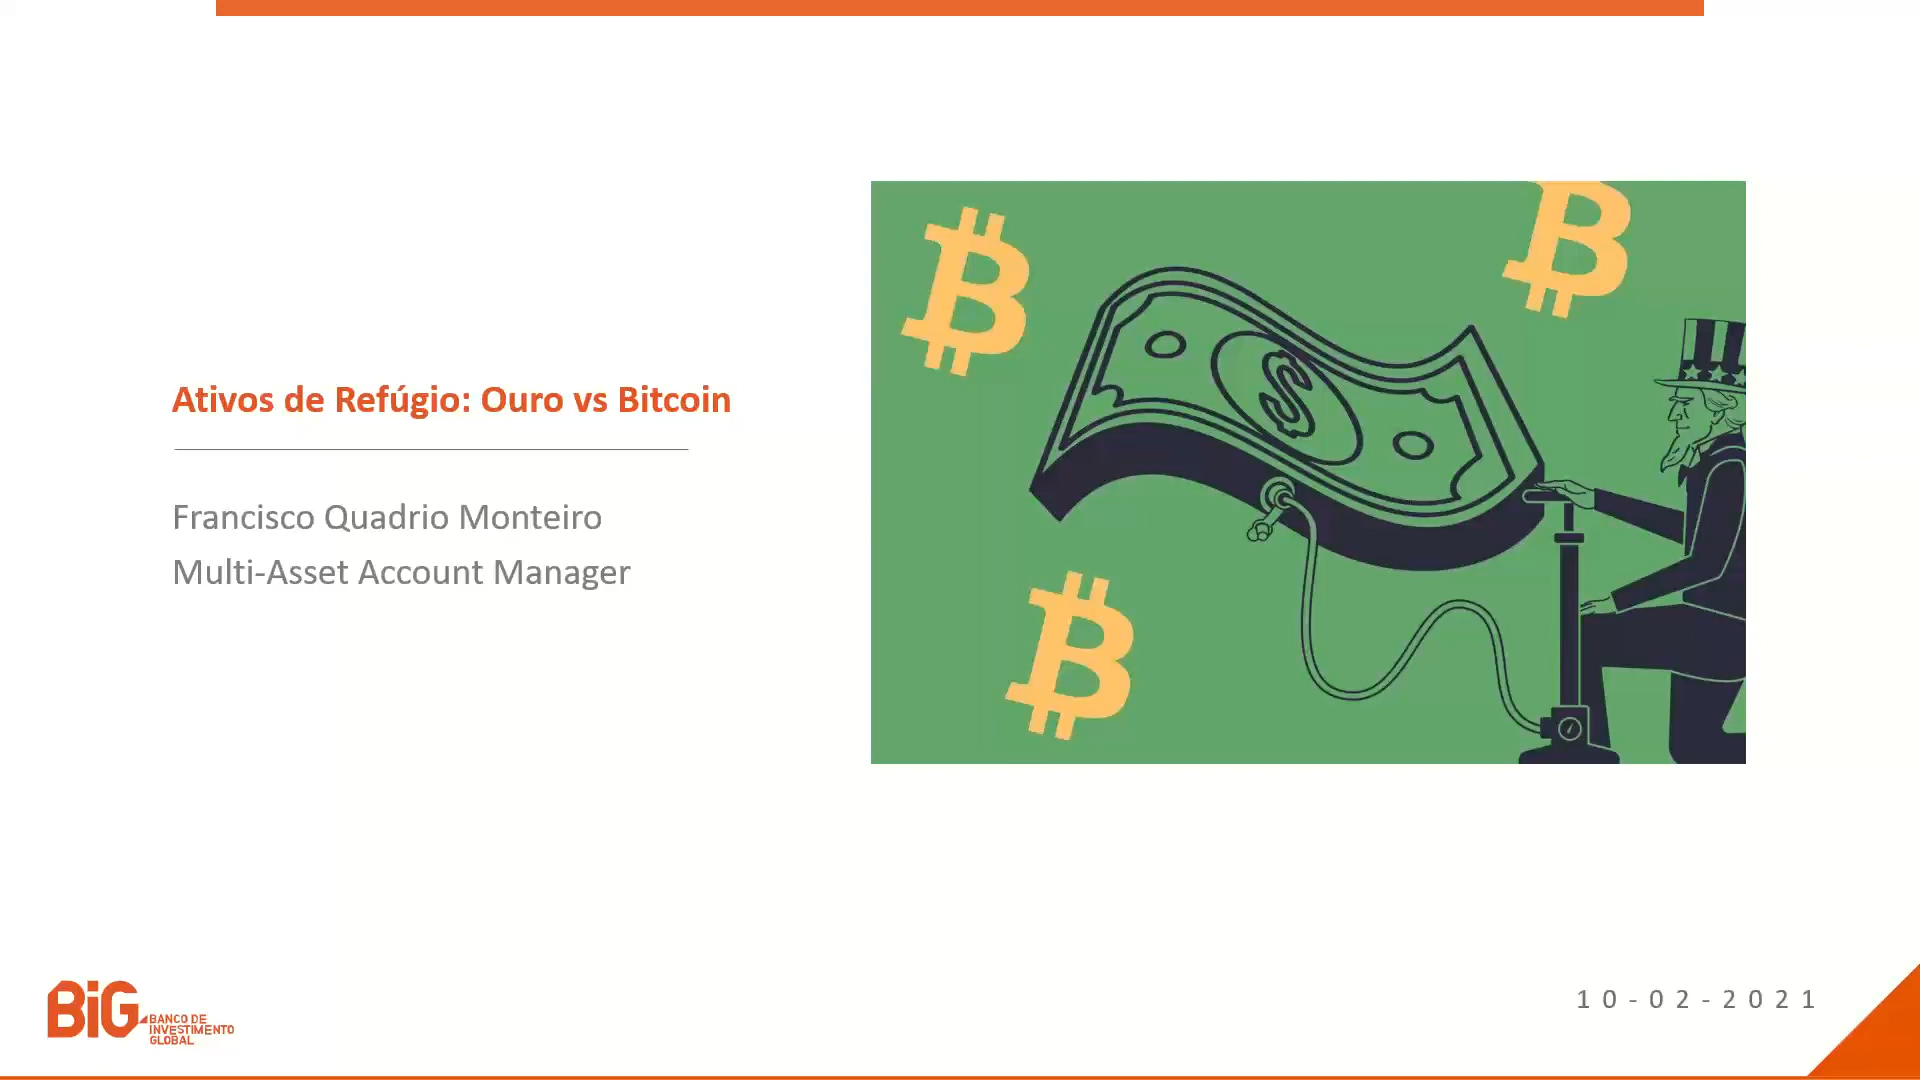 Ativos de Refúgio: Ouro vs Bitcoin
Francisco Quadrio Monteiro
Multi-Asset Account Manager
$
BiG
BANCO DE
INVESTIMENTO
GLOBAL
10-02-2021